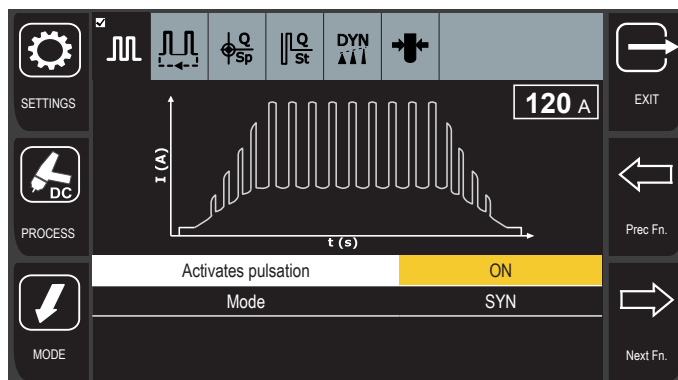 SETTINGS
DC
PROCESS
MODE
Q
Sp
Q
St
DYN
120 A
I (A)
t (s)
Activates pulsation ON
Mode SYN
EXIT
Prec Fn.
Next Fn.